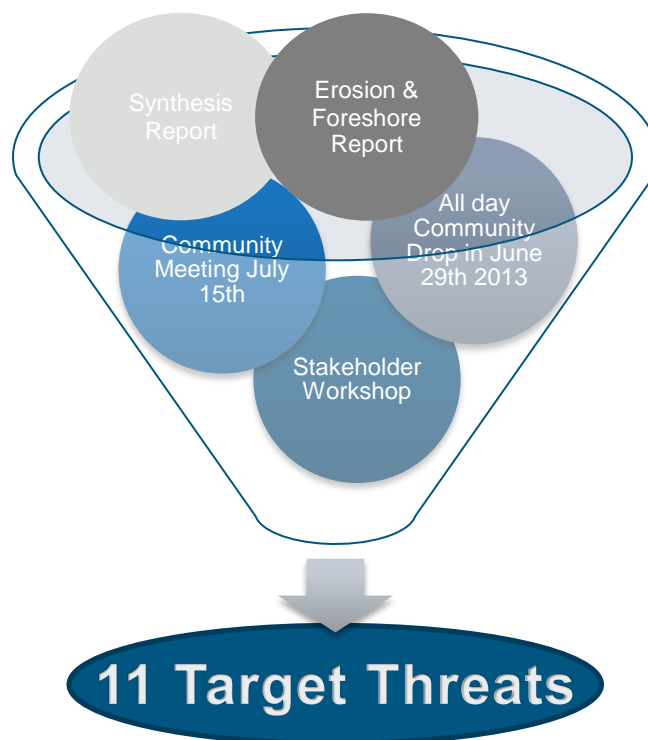 Synthesis
Report
Erosion &
Foreshore
Report
Community
Meeting July
15th
All day
Community
Drop in June
29th 2013
Stakeholder
Workshop
11 Target Threats